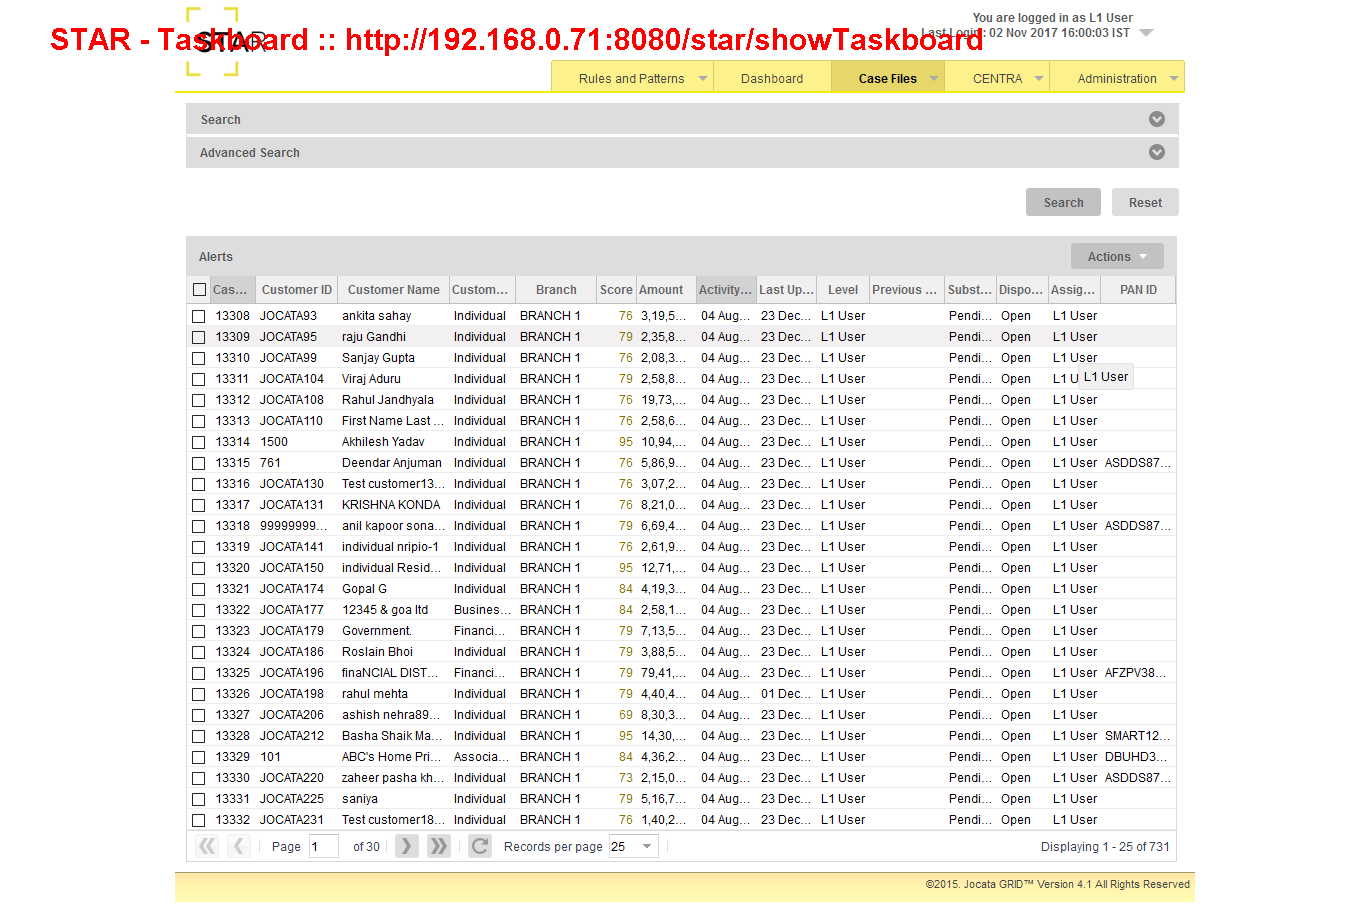 You are logged in as L1 User
STAR
STAR - Taskboard :: http://192.168.0.71:8080/star/showTaskboard
Last Login : 02 Nov 2017 16:00:03 IST
Rules and Patterns Dashboard Case Files CENTRA Administration
Search
Advanced Search
Search Reset
Alerts Actions
Cas... Customer ID Customer Name Custom... Branch Score Amount Activity... Last Up... Level Previous ... Subst... Dispo... Assig... PAN ID
13308 JOCATA93 ankita sahay Individual BRANCH 1 76 3,19,5... 04 Aug... 23 Dec... L1 User Pendi... Open L1 User
13309 JOCATA95 raju Gandhi Individual BRANCH 1 79 2,35,8... 04 Aug... 23 Dec... L1 User Pendi... Open L1 User
13310 JOCATA99 Sanjay Gupta Individual BRANCH 1 76 2,08,3... 04 Aug... 23 Dec... L1 User Pendi... Open L1 User
13311 JOCATA104 Viraj Aduru Individual BRANCH 1 79 2,58,8... 04 Aug... 23 Dec... L1 User Pendi... Open L1 U L1 User
13312 JOCATA108 Rahul Jandhyala Individual BRANCH 1 76 19,73,... 04 Aug... 23 Dec... L1 User Pendi... Open L1 User
13313 JOCATA110 First Name Last ... Individual BRANCH 1 76 2,58,6... 04 Aug... 23 Dec... L1 User Pendi... Open L1 User
13314 1500 Akhilesh Yadav Individual BRANCH 1 95 10,94,... 04 Aug... 23 Dec... L1 User Pendi... Open L1 User
13315 761 Deendar Anjuman Individual BRANCH 1 76 5,86,9... 04 Aug... 23 Dec... L1 User Pendi... Open L1 User ASDDS87...
13316 JOCATA130 Test customer13... Individual BRANCH 1 76 3,07,2... 04 Aug... 23 Dec... L1 User Pendi... Open L1 User
13317 JOCATA131 KRISHNA KONDA Individual BRANCH 1 76 8,21,0... 04 Aug... 23 Dec... L1 User Pendi... Open L1 User
13318 99999999... anil kapoor sona... Individual BRANCH 1 79 6,69,4... 04 Aug... 23 Dec... L1 User Pendi... Open L1 User ASDDS87...
13319 JOCATA141 individual nripio-1 Individual BRANCH 1 76 2,61,9... 04 Aug... 23 Dec... L1 User Pendi... Open L1 User
13320 JOCATA150 individual Resid... Individual BRANCH 1 95 12,71,... 04 Aug... 23 Dec... L1 User Pendi... Open L1 User
13321 JOCATA174 Gopal G Individual BRANCH 1 84 4,19,3... 04 Aug... 23 Dec... L1 User Pendi... Open L1 User
13322 JOCATA177 12345 & goa ltd Busines... BRANCH 1 84 2,58,1... 04 Aug... 23 Dec... L1 User Pendi... Open L1 User
13323 JOCATA179 Government. Financi... BRANCH 1 79 7,13,5... 04 Aug... 23 Dec... L1 User Pendi... Open L1 User
13324 JOCATA186 Roslain Bhoi Individual BRANCH 1 79 3,88,5... 04 Aug... 23 Dec... L1 User Pendi... Open L1 User
13325 JOCATA196 finaNCIAL DIST... Financi... BRANCH 1 79 79,41,... 04 Aug... 23 Dec... L1 User Pendi... Open L1 User AFZPV38...
13326 JOCATA198 rahul mehta Individual BRANCH 1 79 4,40,4... 04 Aug... 01 Dec... L1 User Pendi... Open L1 User
13327 JOCATA206 ashish nehra89... Individual BRANCH 1 69 8,30,3... 04 Aug... 23 Dec... L1 User Pendi... Open L1 User
13328 JOCATA212 Basha Shaik Ma... Individual BRANCH 1 95 14,30,... 04 Aug... 23 Dec... L1 User Pendi... Open L1 User SMART12...
13329 101 ABC's Home Pri... Associa... BRANCH 1 84 4,36,2... 04 Aug... 23 Dec... L1 User Pendi... Open L1 User DBUHD3...
13330 JOCATA220 zaheer pasha kh... Individual BRANCH 1 73 2,15,0... 04 Aug... 23 Dec... L1 User Pendi... Open L1 User ASDDS87...
13331 JOCATA225 saniya Individual BRANCH 1 79 5,16,7... 04 Aug... 23 Dec... L1 User Pendi... Open L1 User
13332 JOCATA231 Test customer18... Individual BRANCH 1 76 1,40,2... 04 Aug... 23 Dec... L1 User Pendi... Open L1 User
Page 1 of 30 Records per page 25 Displaying 1 - 25 of 731
©2015. Jocata GRID™ Version 4.1 All Rights Reserved